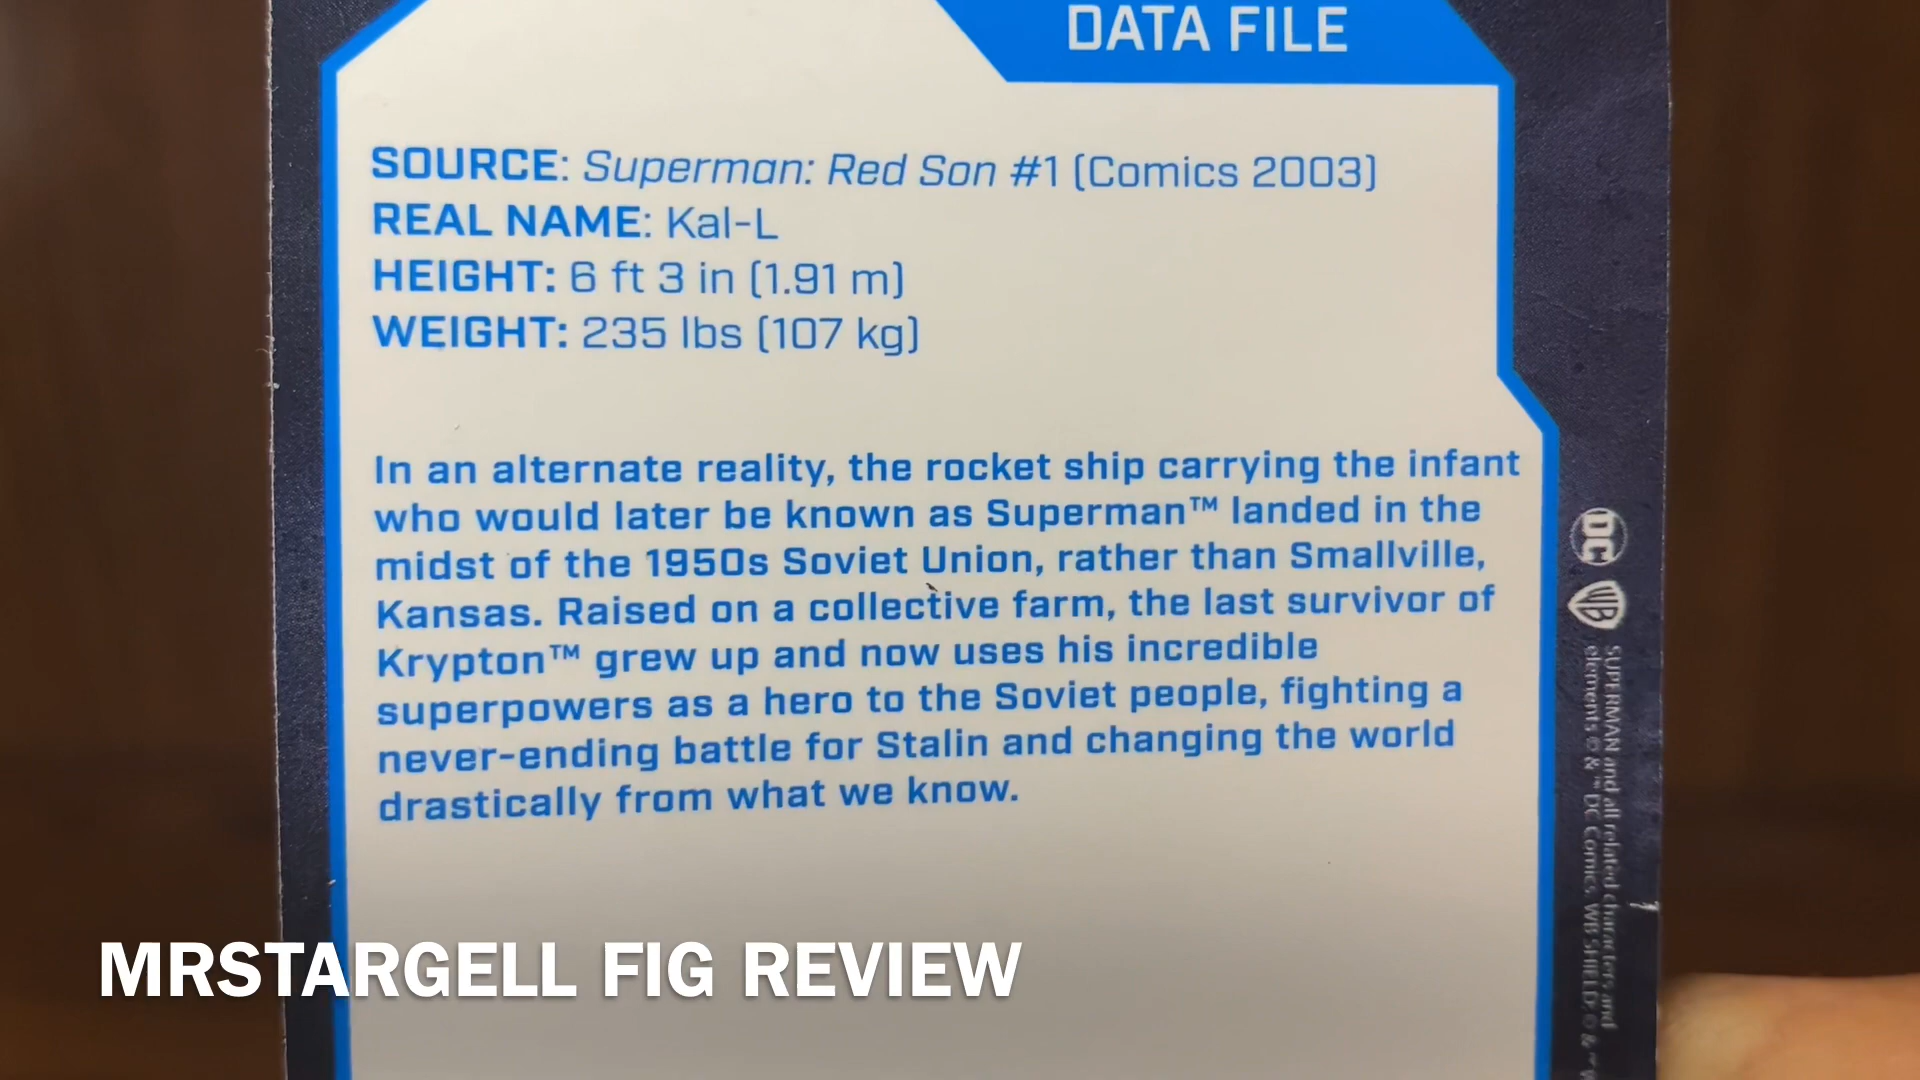 DATA FILE
SOURCE: Superman: Red Son #1 (Comics 2003)
REAL NAME: Kal-L
HEIGHT: 6 ft 3 in (1.91 m)
WEIGHT: 235 lbs (107 kg)
In an alternate reality, the rocket ship carrying the infant
who would later be known as Superman™ landed in the
midst of the 1950s Soviet Union, rather than Smallville,
Kansas. Raised on a collective farm, the last survivor of
Krypton™ grew up and now uses his incredible
superpowers as a hero to the Soviet people, fighting a
never-ending battle for Stalin and changing the world
drastically from what we know.
DC
WB
SUPERMAN and all related characters and
elements © & ™ DC Comics. WB SHIELD: © & ™
MRSTARGELL FIG REVIEW